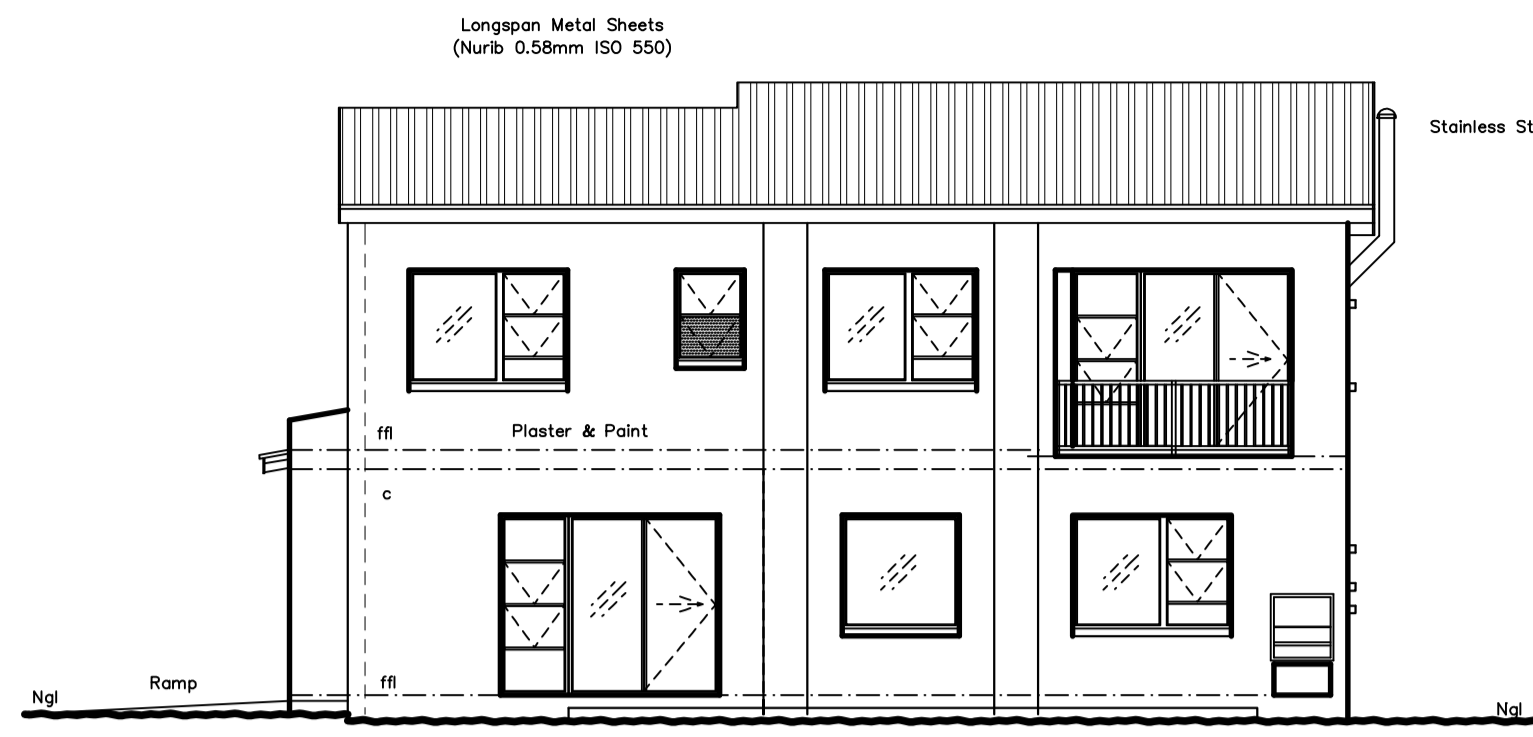 Longspan Metal Sheets
(Nurib 0.58mm ISO 550)
Stainless St
ffl
Plaster & Paint
c
Ramp
ffl
Ngl
Ngl